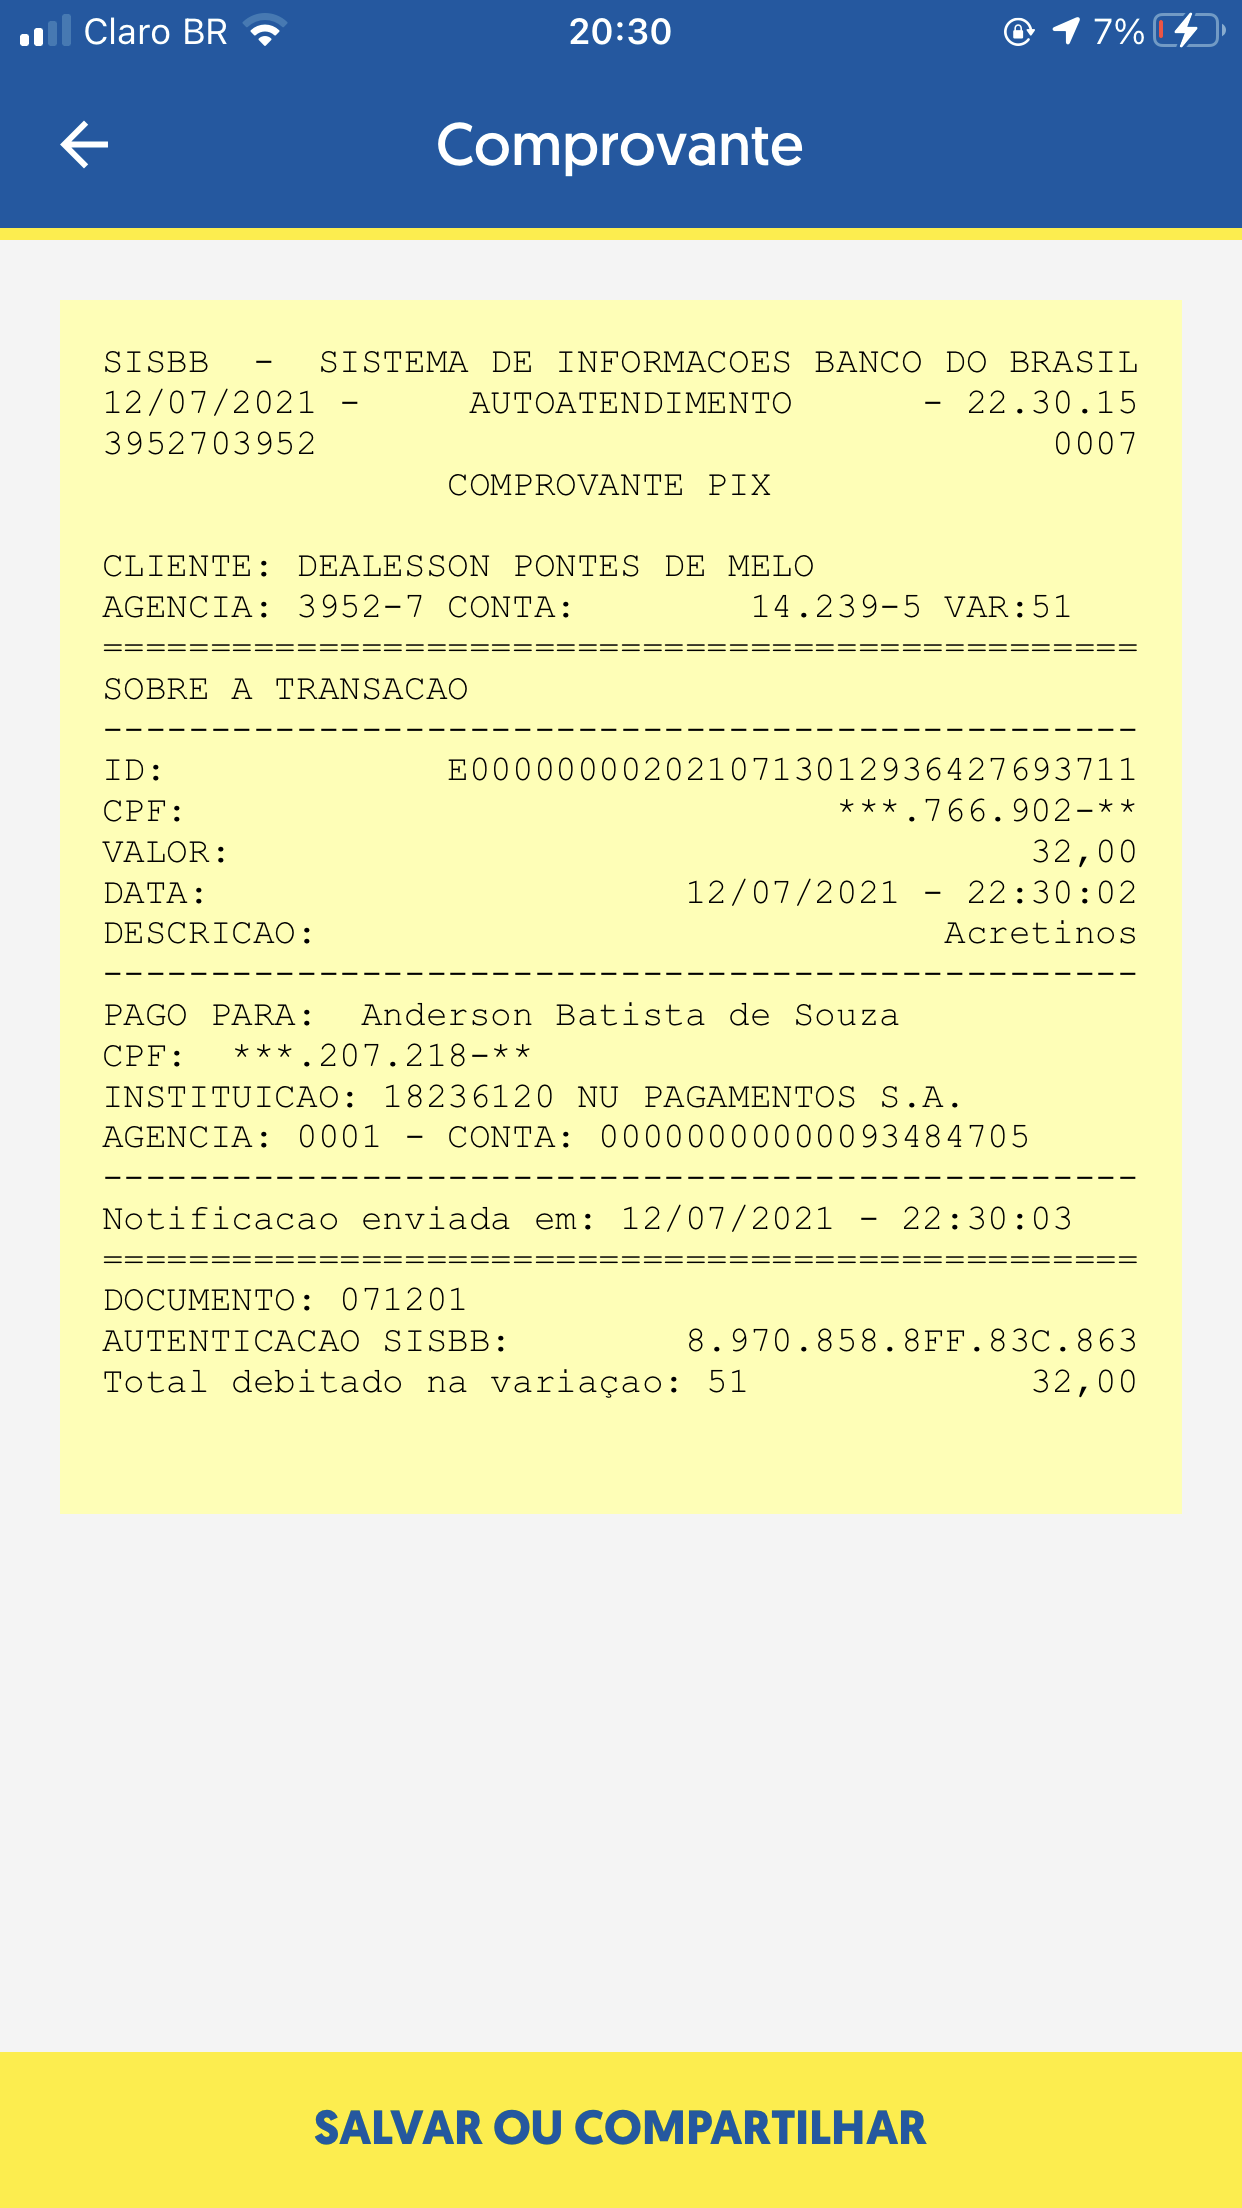 Claro BR 20:30 7%
Comprovante
SISBB - SISTEMA DE INFORMACOES BANCO DO BRASIL
12/07/2021 - AUTOATENDIMENTO - 22.30.15
3952703952 0007
COMPROVANTE PIX
CLIENTE: DEALESSON PONTES DE MELO
AGENCIA: 3952-7 CONTA: 14.239-5 VAR:51
================================================
SOBRE A TRANSACAO
------------------------------------------------
ID: E0000000020210713012936427693711
CPF: ***.766.902-**
VALOR: 32,00
DATA: 12/07/2021 - 22:30:02
DESCRICAO: Acretinos
------------------------------------------------
PAGO PARA: Anderson Batista de Souza
CPF: ***.207.218-**
INSTITUICAO: 18236120 NU PAGAMENTOS S.A.
AGENCIA: 0001 - CONTA: 00000000000093484705
------------------------------------------------
Notificacao enviada em: 12/07/2021 - 22:30:03
================================================
DOCUMENTO: 071201
AUTENTICACAO SISBB: 8.970.858.8FF.83C.863
Total debitado na variaçao: 51 32,00
SALVAR OU COMPARTILHAR